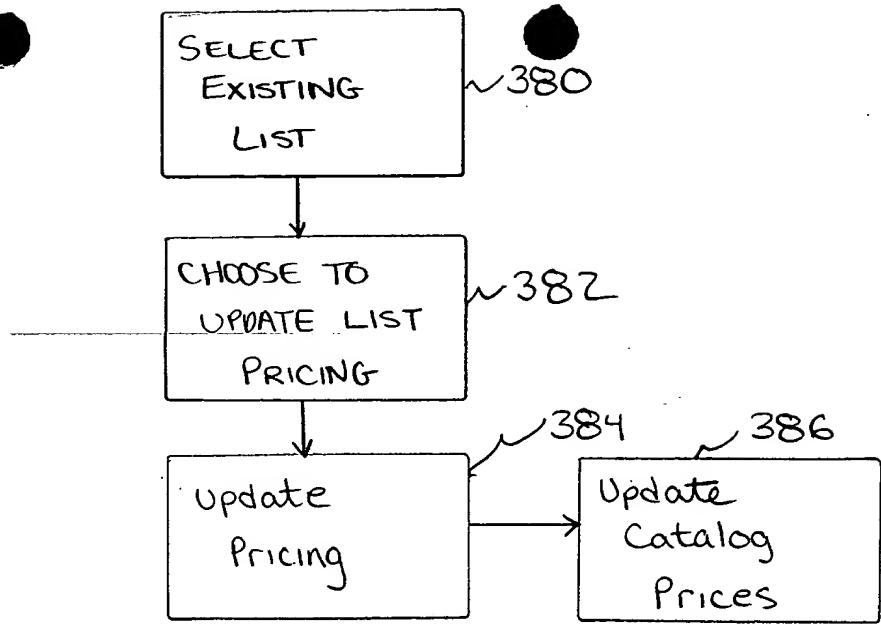 SELECT
EXISTING
LIST
380
CHOOSE TO
UPDATE LIST
PRICING
382
384
386
Update
Pricing
Update
Catalog
Prices